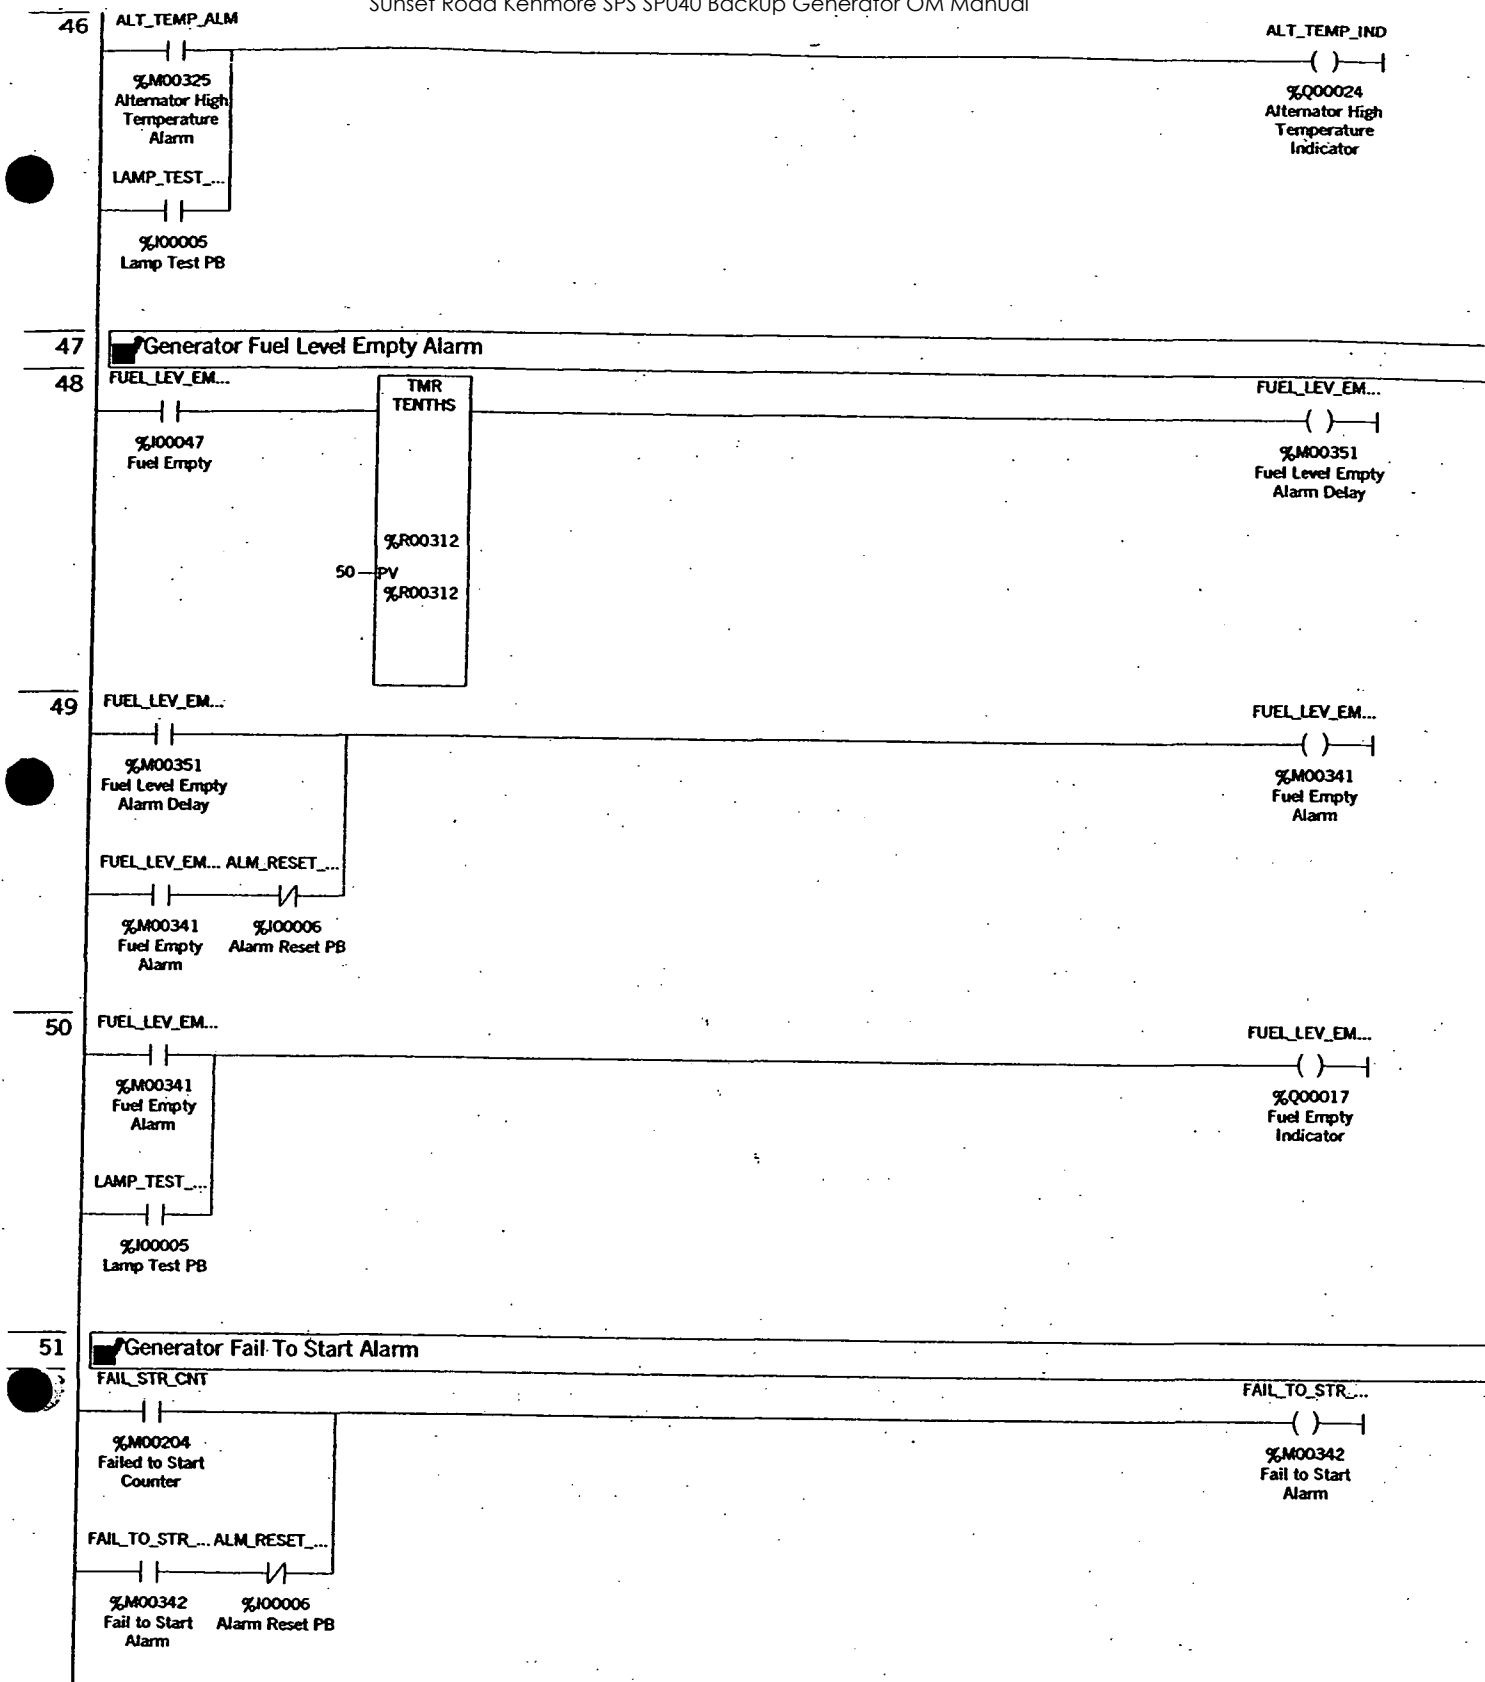 Sunset Road Kenmore SPS SP040 Backup Generator OM Manual
46
ALT_TEMP_ALM
ALT_TEMP_IND
%M00325
Alternator High
Temperature
Alarm
%Q00024
Alternator High
Temperature
Indicator
LAMP_TEST_...
%I00005
Lamp Test PB
47
Generator Fuel Level Empty Alarm
48
FUEL_LEV_EM...
TMR
TENTHS
FUEL_LEV_EM...
%I00047
Fuel Empty
%M00351
Fuel Level Empty
Alarm Delay
%R00312
50
PV
%R00312
49
FUEL_LEV_EM...
FUEL_LEV_EM...
%M00351
Fuel Level Empty
Alarm Delay
%M00341
Fuel Empty
Alarm
FUEL_LEV_EM... ALM_RESET_...
%M00341
Fuel Empty
Alarm
%I00006
Alarm Reset PB
50
FUEL_LEV_EM...
FUEL_LEV_EM...
%M00341
Fuel Empty
Alarm
%Q00017
Fuel Empty
Indicator
LAMP_TEST_...
%I00005
Lamp Test PB
51
Generator Fail To Start Alarm
FAIL_STR_CNT
FAIL_TO_STR_...
%M00204
Failed to Start
Counter
%M00342
Fail to Start
Alarm
FAIL_TO_STR_... ALM_RESET_...
%M00342
Fail to Start
Alarm
%I00006
Alarm Reset PB